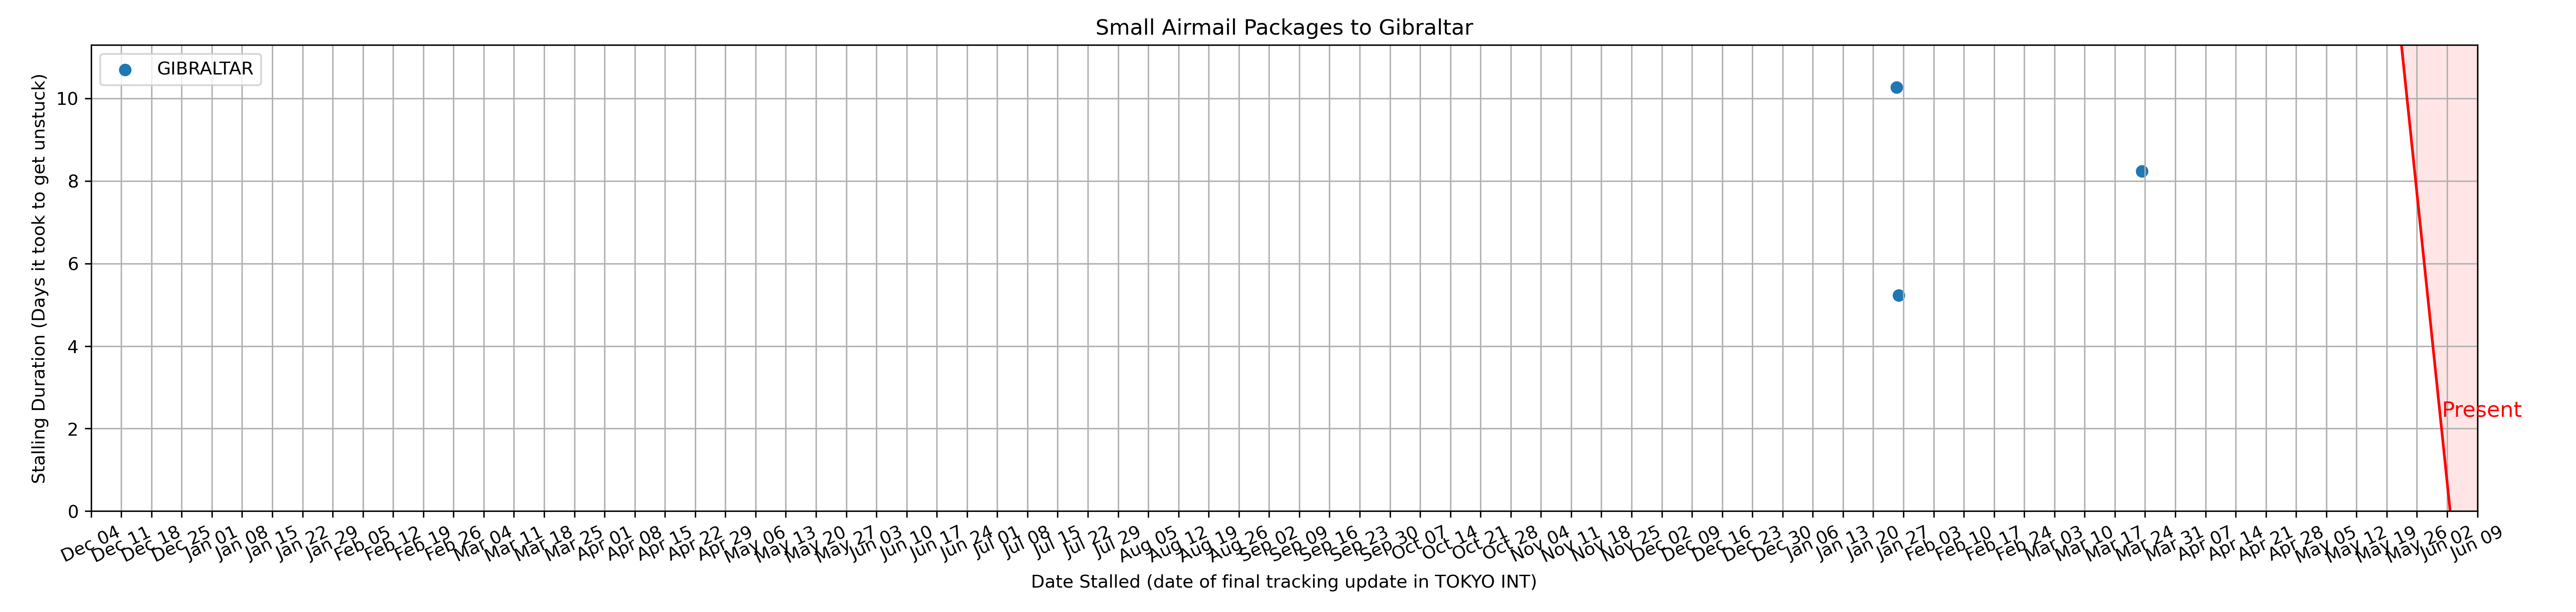 Small Airmail Packages to Gibraltar
GIBRALTAR
Stalling Duration (Days it took to get unstuck)
10
8
6
4
2
0
Present
Dec 04 Dec 11 Dec 18 Dec 25 Jan 01 Jan 08 Jan 15 Jan 22 Jan 29 Feb 05 Feb 12 Feb 19 Feb 26 Mar 04 Mar 11 Mar 18 Mar 25 Apr 01 Apr 08 Apr 15 Apr 22 Apr 29 May 06 May 13 May 20 May 27 Jun 03 Jun 10 Jun 17 Jun 24 Jul 01 Jul 08 Jul 15 Jul 22 Jul 29 Aug 05 Aug 12 Aug 19 Aug 26 Sep 02 Sep 09 Sep 16 Sep 23 Sep 30 Oct 07 Oct 14 Oct 21 Oct 28 Nov 04 Nov 11 Nov 18 Nov 25 Dec 02 Dec 09 Dec 16 Dec 23 Dec 30 Jan 06 Jan 13 Jan 20 Jan 27 Feb 03 Feb 10 Feb 17 Feb 24 Mar 03 Mar 10 Mar 17 Mar 24 Mar 31 Apr 07 Apr 14 Apr 21 Apr 28 May 05 May 12 May 19 May 26 Jun 02 Jun 09
Date Stalled (date of final tracking update in TOKYO INT)